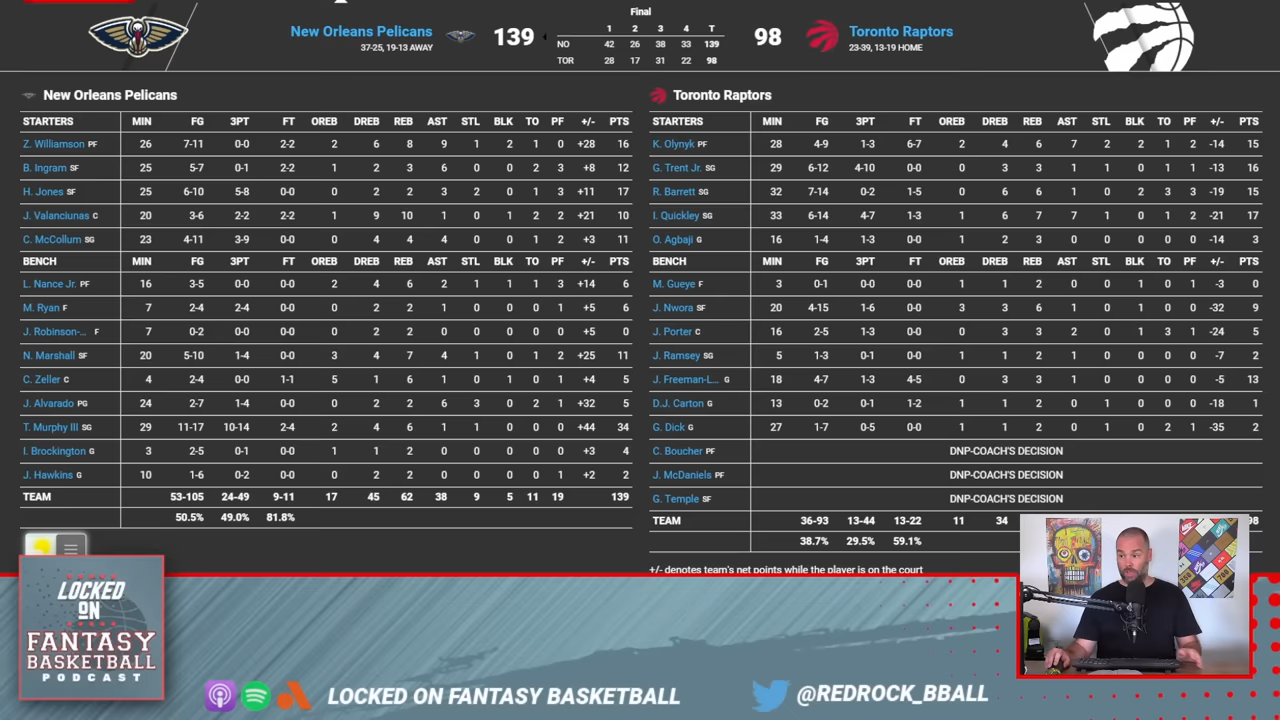 Final
New Orleans Pelicans
37-25, 19-13 AWAY
139
1 2 3 4 T
NO 42 26 38 33 139
TOR 28 17 31 22 98
98
Toronto Raptors
23-39, 13-19 HOME
New Orleans Pelicans
STARTERS MIN FG 3PT FT OREB DREB REB AST STL BLK TO PF +/- PTS
Z. Williamson PF 26 7-11 0-0 2-2 2 6 8 9 1 2 1 0 +28 16
B. Ingram SF 25 5-7 0-1 2-2 1 2 3 6 0 0 2 3 +8 12
H. Jones SF 25 6-10 5-8 0-0 0 2 2 3 2 0 1 3 +11 17
J. Valanciunas C 20 3-6 2-2 2-2 1 9 10 1 0 1 2 2 +21 10
C. McCollum SG 23 4-11 3-9 0-0 0 4 4 4 0 0 1 2 +3 11
BENCH MIN FG 3PT FT OREB DREB REB AST STL BLK TO PF +/- PTS
L. Nance Jr. PF 16 3-5 0-0 0-0 2 4 6 2 1 1 1 3 +14 6
M. Ryan F 7 2-4 2-4 0-0 0 2 2 1 0 0 0 1 +5 6
J. Robinson-... F 7 0-2 0-0 0-0 0 2 2 0 0 0 0 1 +5 0
N. Marshall SF 20 5-10 1-4 0-0 3 4 7 4 1 0 1 2 +25 11
C. Zeller C 4 2-4 0-0 1-1 5 1 6 1 0 1 0 1 +4 5
J. Alvarado PG 24 2-7 1-4 0-0 0 2 2 6 3 0 2 1 +32 5
T. Murphy III SG 29 11-17 10-14 2-4 2 4 6 1 1 0 0 0 +44 34
I. Brockington G 3 2-5 0-1 0-0 1 1 2 0 0 0 0 0 +3 4
J. Hawkins G 10 1-6 0-2 0-0 0 2 2 0 0 0 0 1 +2 2
TEAM 53-105 24-49 9-11 17 45 62 38 9 5 11 19 139
50.5% 49.0% 81.8%
Toronto Raptors
STARTERS MIN FG 3PT FT OREB DREB REB AST STL BLK TO PF +/- PTS
K. Olynyk PF 28 4-9 1-3 6-7 2 4 6 7 2 2 1 2 -14 15
G. Trent Jr. SG 29 6-12 4-10 0-0 0 3 3 1 1 0 1 1 -13 16
R. Barrett SG 32 7-14 0-2 1-5 0 6 6 1 0 2 3 3 -19 15
I. Quickley SG 33 6-14 4-7 1-3 1 6 7 7 1 0 1 2 -21 17
O. Agbaji G 16 1-4 1-3 0-0 1 2 3 0 0 0 0 0 -14 3
BENCH MIN FG 3PT FT OREB DREB REB AST STL BLK TO PF +/- PTS
M. Gueye F 3 0-1 0-0 0-0 1 1 2 0 0 1 0 1 -3 0
J. Nwora SF 20 4-15 1-6 0-0 3 3 6 1 0 1 0 0 -32 9
J. Porter C 16 2-5 1-3 0-0 0 3 3 2 0 1 3 1 -24 5
J. Ramsey SG 5 1-3 0-1 0-0 1 1 2 1 0 0 0 0 -7 2
J. Freeman-L... G 18 4-7 1-3 4-5 0 3 3 1 0 0 0 0 -5 13
D.J. Carton G 13 0-2 0-1 1-2 1 1 2 0 1 0 0 0 -18 1
G. Dick G 27 1-7 0-5 0-0 1 1 2 0 1 0 2 1 -35 2
C. Boucher PF DNP-COACH'S DECISION
J. McDaniels PF DNP-COACH'S DECISION
G. Temple SF DNP-COACH'S DECISION
TEAM 36-93 13-44 13-22 11 34 98
38.7% 29.5% 59.1%
+/- denotes team's net points while the player is on the court
LOCKED
ON
FANTASY
BASKETBALL
PODCAST
LOCKED ON FANTASY BASKETBALL
@REDROCK_BBALL